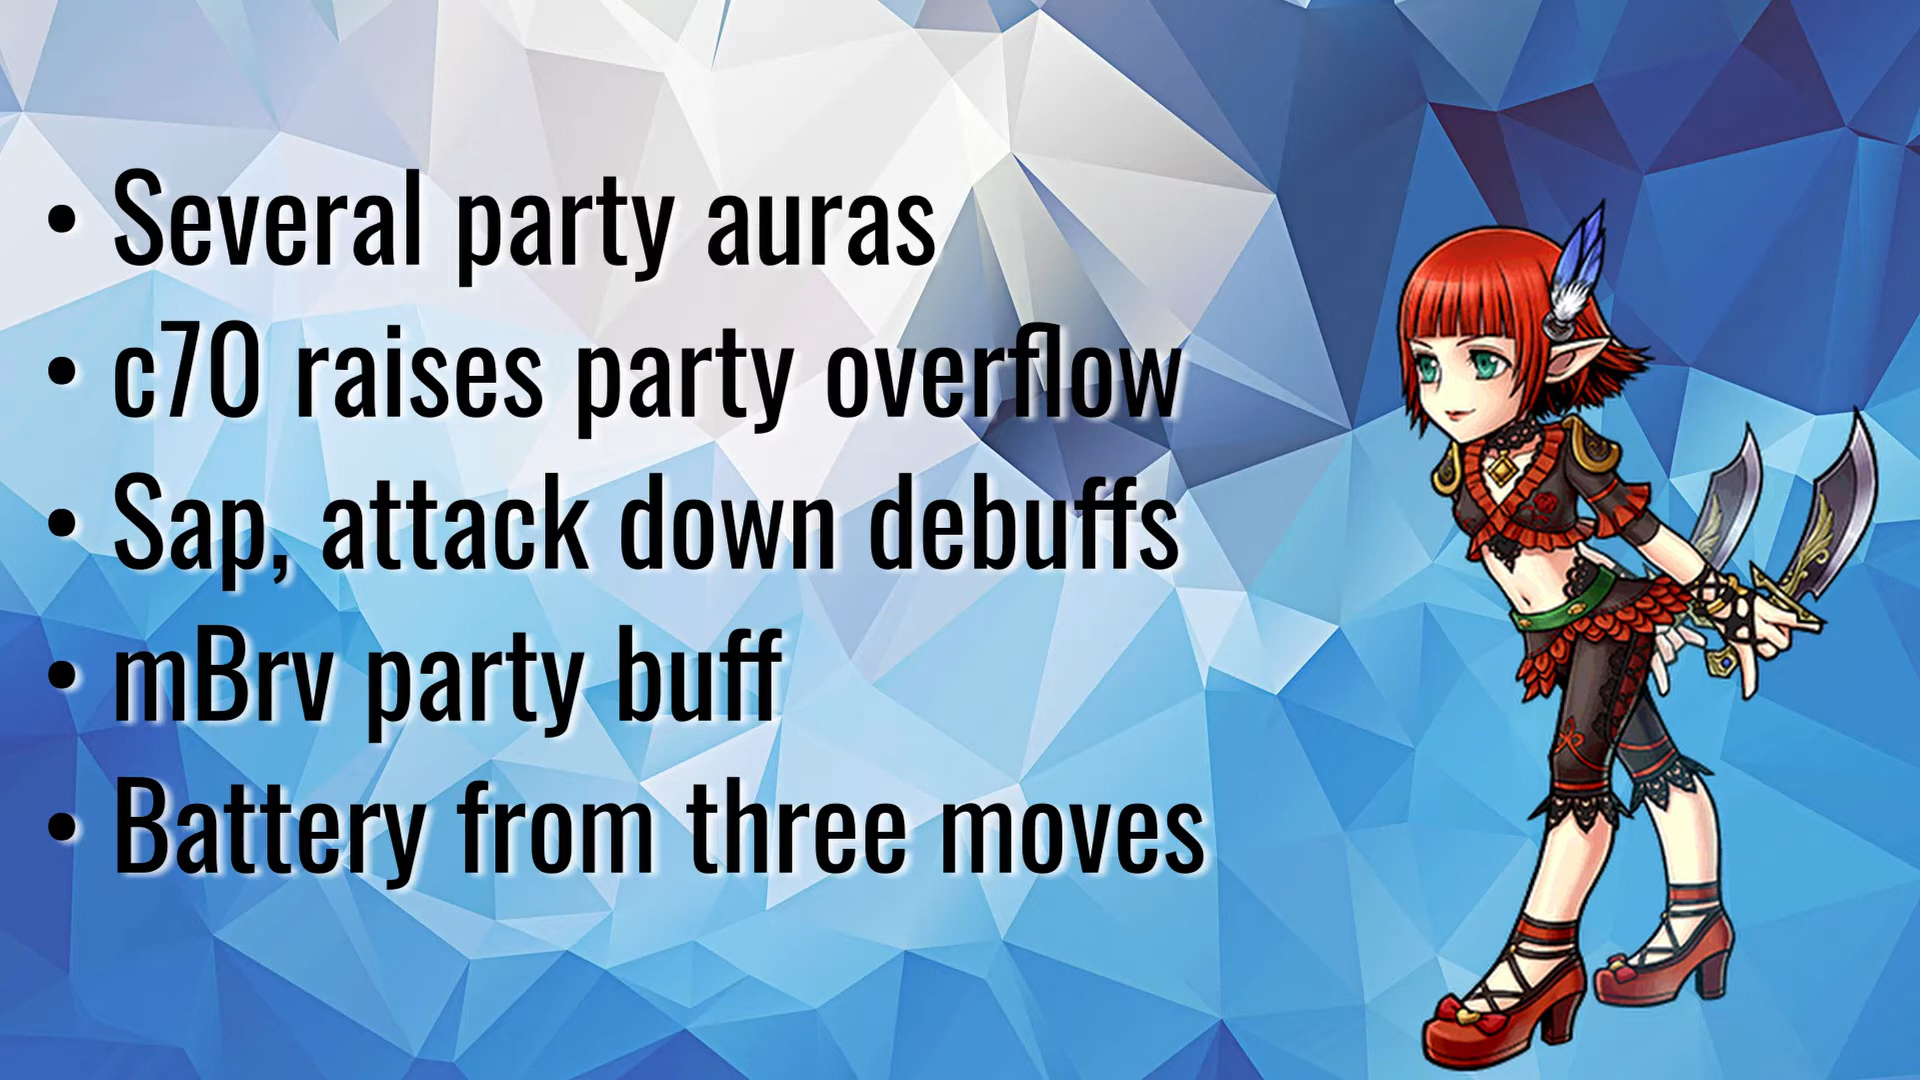 • Several party auras
• c70 raises party overflow
• Sap, attack down debuffs
• mBrv party buff
• Battery from three moves